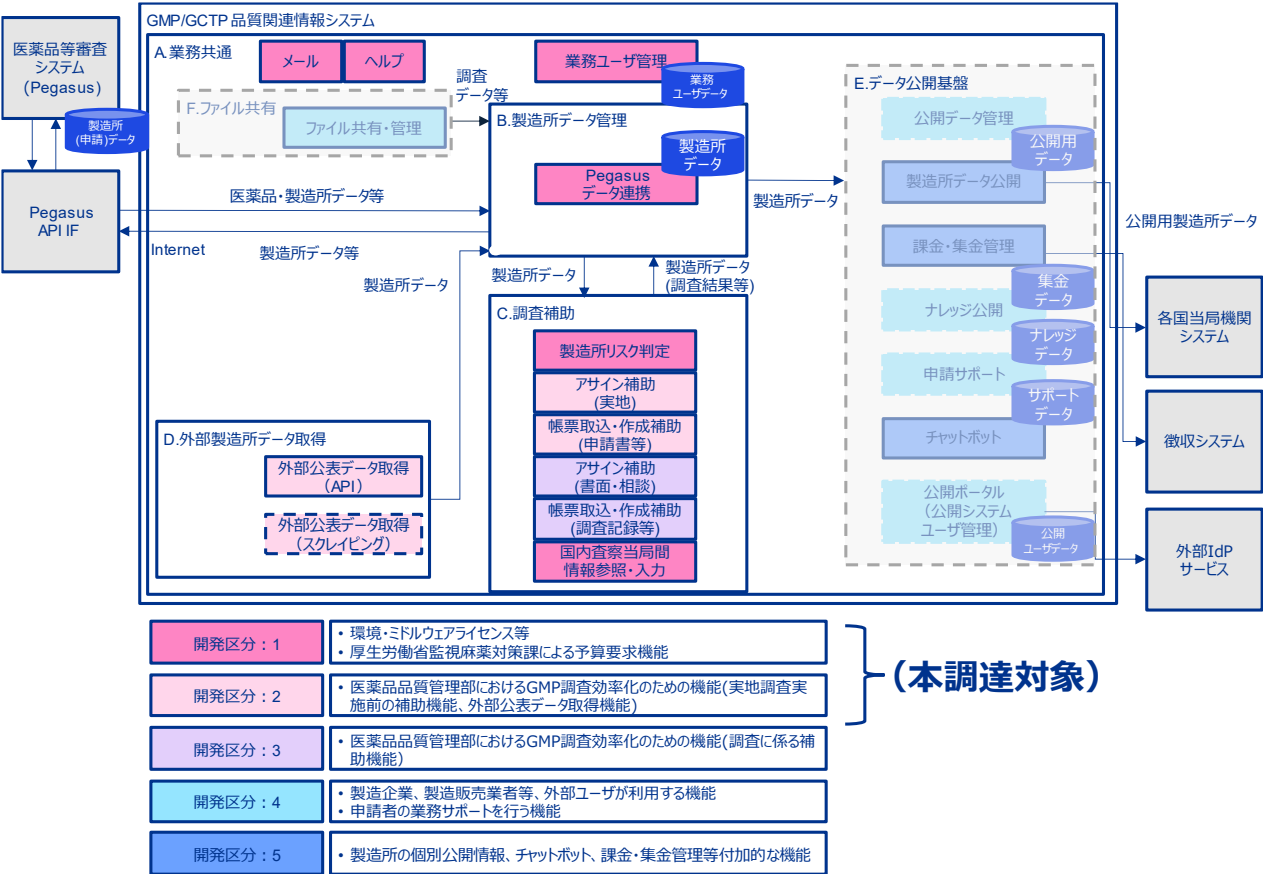 GMP/GCTP 品質関連情報システム
医薬品等審査
システム
(Pegasus)
製造所
(申請)データ
Pegasus
API IF
A.業務共通
メール
ヘルプ
業務ユーザ管理
業務
ユーザデータ
調査
データ等
F.ファイル共有
ファイル共有・管理
B.製造所データ管理
製造所
データ
Pegasus
データ連携
医薬品・製造所データ等
Internet
製造所データ等
製造所データ
製造所データ
製造所データ
(調査結果等)
製造所データ
C.調査補助
製造所リスク判定
アサイン補助
(実地)
帳票取込・作成補助
(申請書等)
アサイン補助
(書面・相談)
帳票取込・作成補助
(調査記録等)
国内査察当局間
情報参照・入力
D.外部製造所データ取得
外部公表データ取得
(API)
外部公表データ取得
(スクレイピング)
E.データ公開基盤
公開データ管理
公開用
データ
製造所データ公開
課金・集金管理
集金
データ
ナレッジ公開
ナレッジ
データ
申請サポート
サポート
データ
チャットボット
公開ポータル
(公開システム
ユーザ管理)
公開
ユーザデータ
公開用製造所データ
各国当局機関
システム
徴収システム
外部IdP
サービス
開発区分：1
• 環境・ミドルウェアライセンス等
• 厚生労働省監視麻薬対策課による予算要求機能
開発区分：2
• 医薬品品質管理部におけるGMP調査効率化のための機能(実地調査実
施前の補助機能、外部公表データ取得機能)
(本調達対象)
開発区分：3
• 医薬品品質管理部におけるGMP調査効率化のための機能(調査に係る補
助機能)
開発区分：4
• 製造企業、製造販売業者等、外部ユーザが利用する機能
• 申請者の業務サポートを行う機能
開発区分：5
• 製造所の個別公開情報、チャットボット、課金・集金管理等付加的な機能